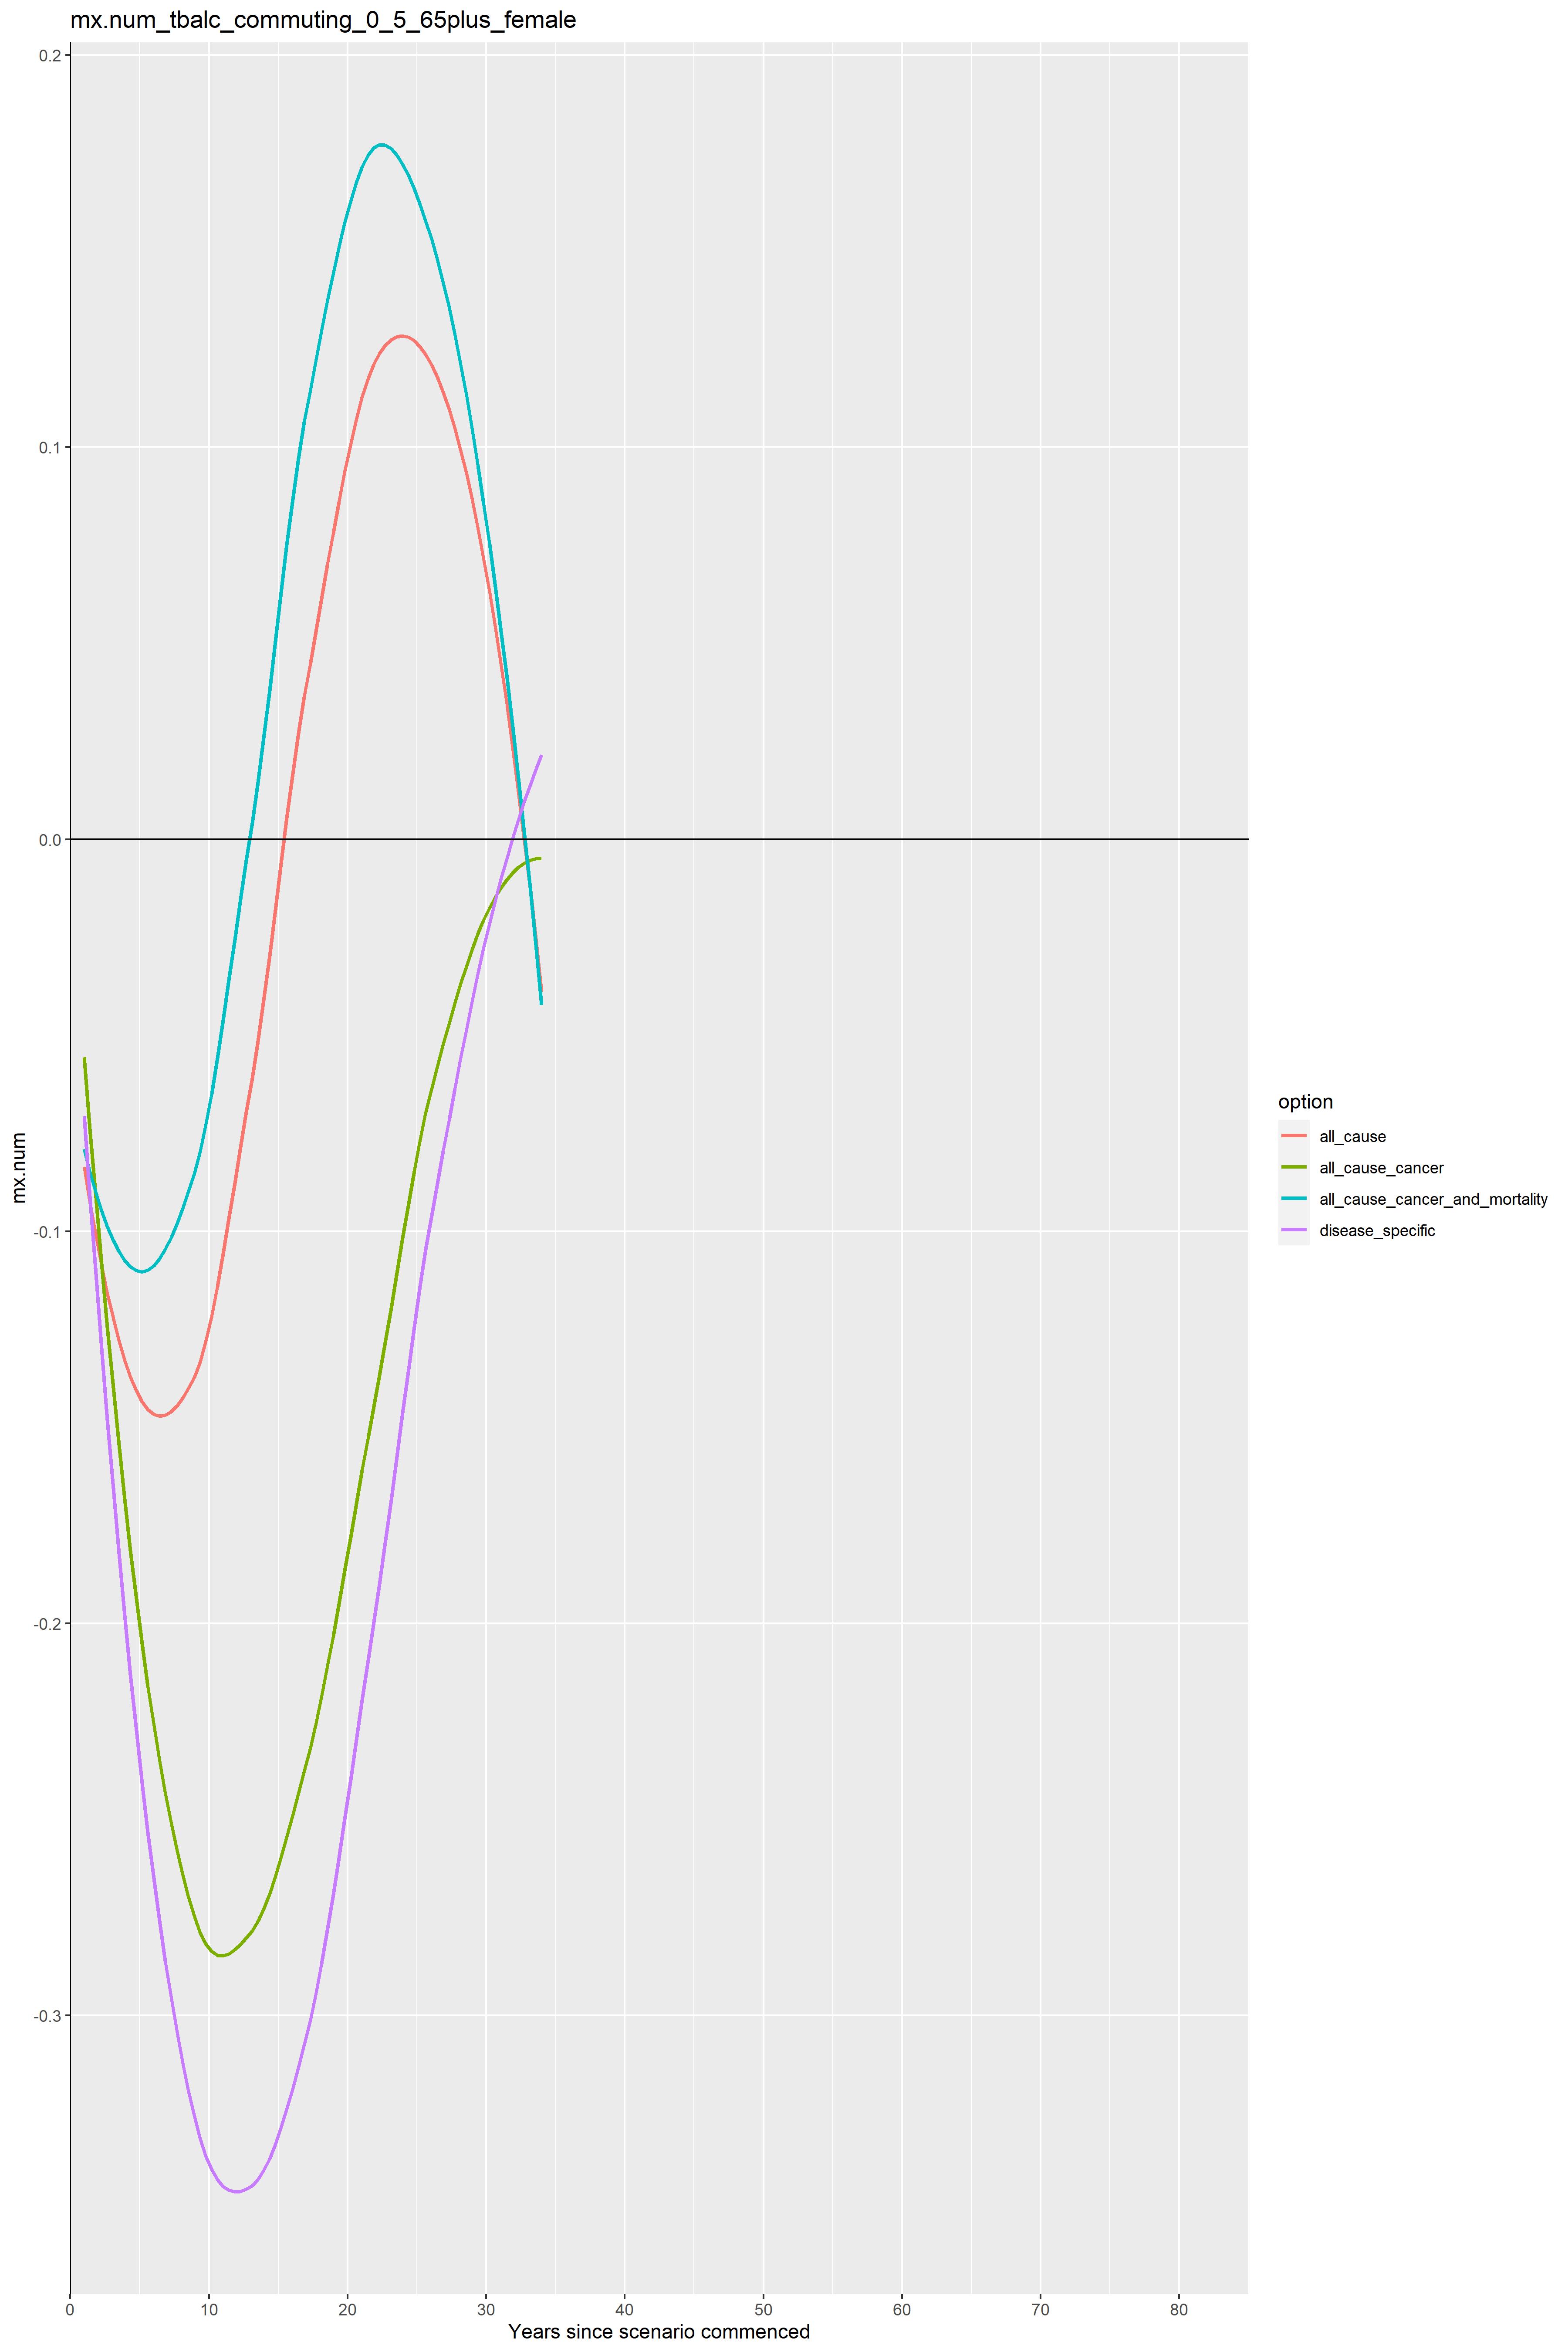 mx.num_tbalc_commuting_0_5_65plus_female
0.2
0.1
0.0
-0.1
-0.2
-0.3
mx.num
0 10 20 30 40 50 60 70 80
Years since scenario commenced
option
all_cause
all_cause_cancer
all_cause_cancer_and_mortality
disease_specific